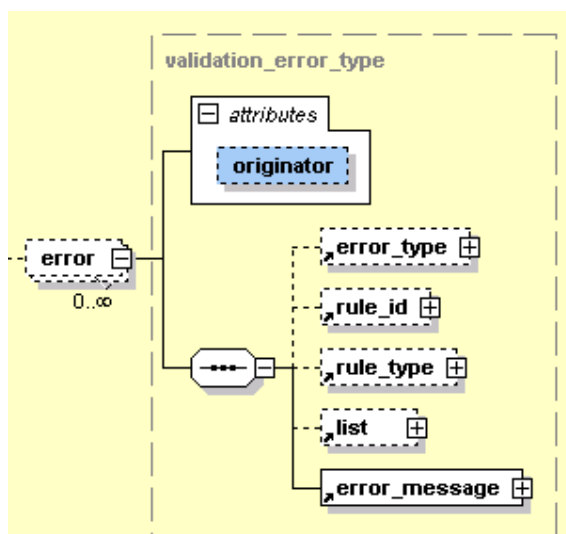 validation_error_type
attributes
originator
error
0..∞
error_type
rule_id
rule_type
list
error_message